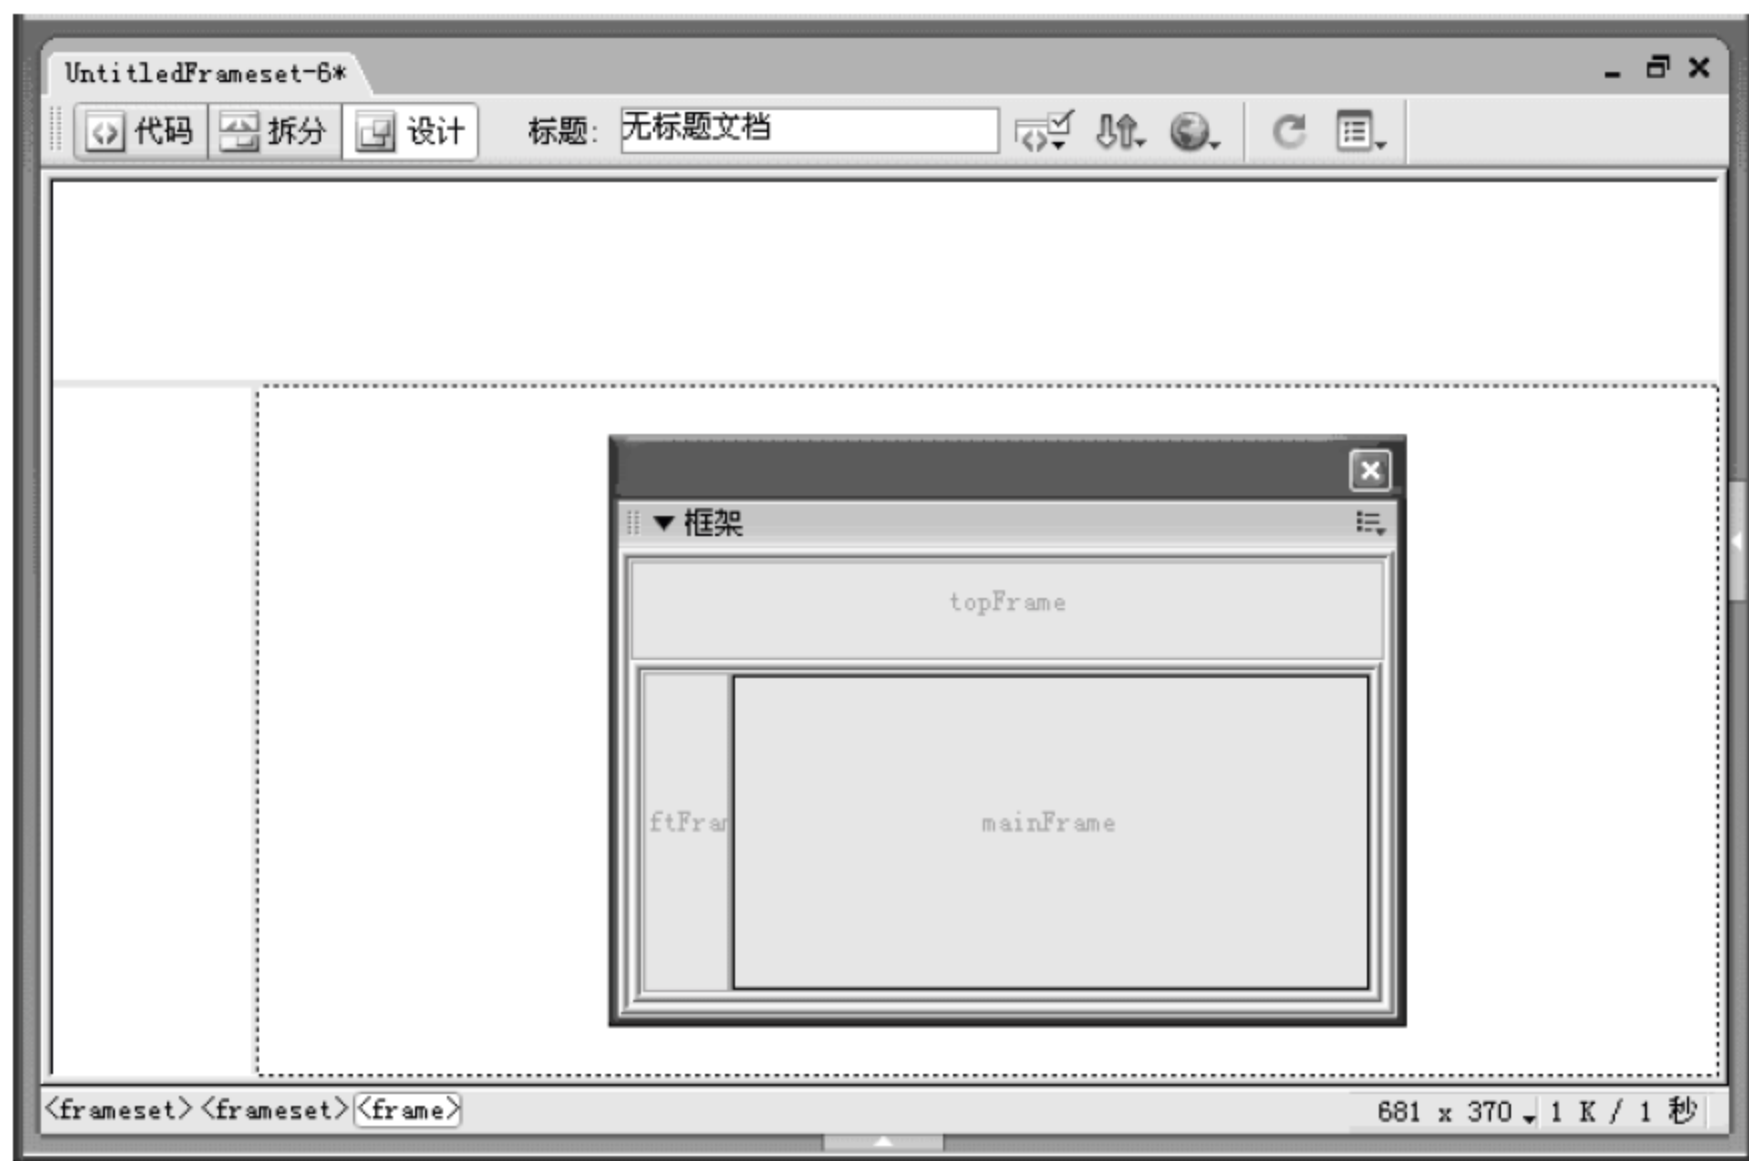 UntitledFrameset-6*
代码 拆分 设计 标题: 无标题文档
框架
topFrame
ftFrar mainFrame
<frameset> <frameset> <frame> 681 x 370 1 K / 1 秒